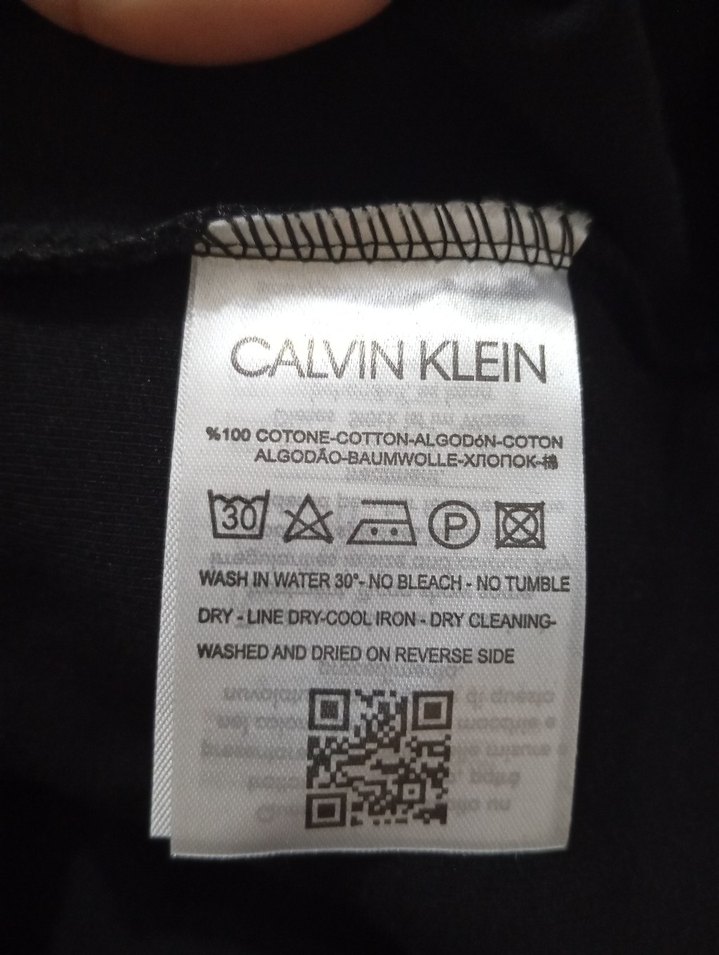 CALVIN KLEIN
%100 COTONE-COTTON-ALGODóN-COTON
ALGODÃO-BAUMWOLLE-ХЛОПОК-棉
30
P
WASH IN WATER 30°- NO BLEACH - NO TUMBLE
DRY - LINE DRY-COOL IRON - DRY CLEANING-
WASHED AND DRIED ON REVERSE SIDE